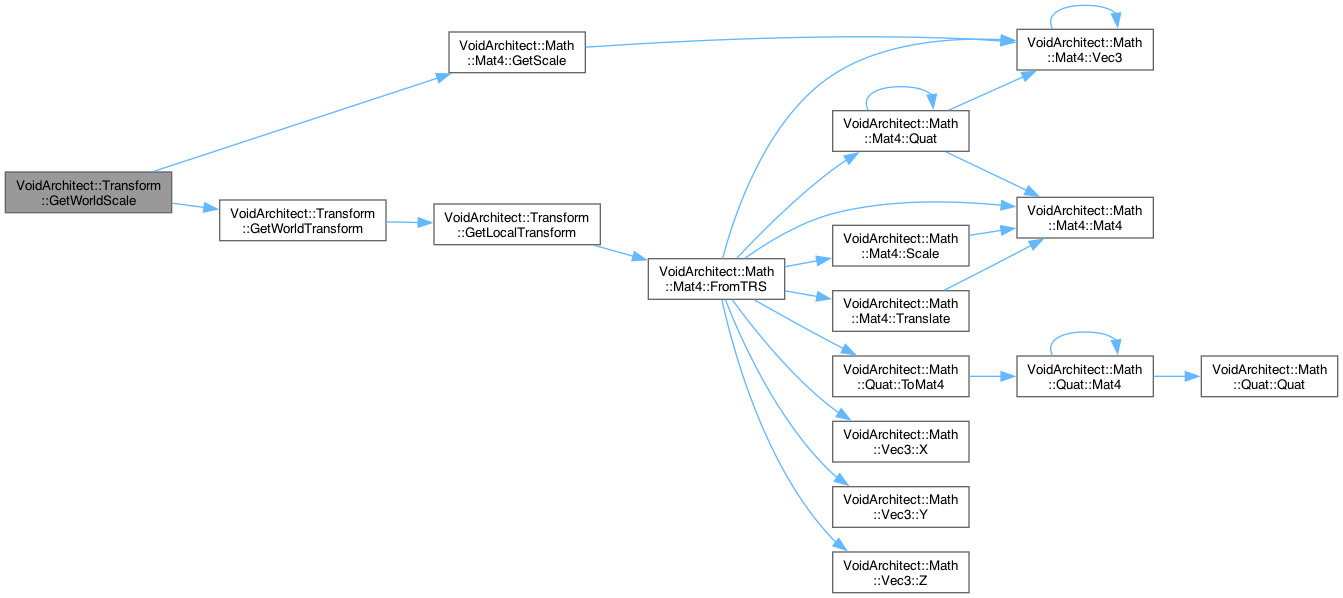 VoidArchitect::Transform
::GetWorldScale
VoidArchitect::Math
::Mat4::GetScale
VoidArchitect::Transform
::GetWorldTransform
VoidArchitect::Transform
::GetLocalTransform
VoidArchitect::Math
::Mat4::FromTRS
VoidArchitect::Math
::Mat4::Vec3
VoidArchitect::Math
::Mat4::Quat
VoidArchitect::Math
::Mat4::Mat4
VoidArchitect::Math
::Mat4::Scale
VoidArchitect::Math
::Mat4::Translate
VoidArchitect::Math
::Quat::ToMat4
VoidArchitect::Math
::Quat::Mat4
VoidArchitect::Math
::Quat::Quat
VoidArchitect::Math
::Vec3::X
VoidArchitect::Math
::Vec3::Y
VoidArchitect::Math
::Vec3::Z